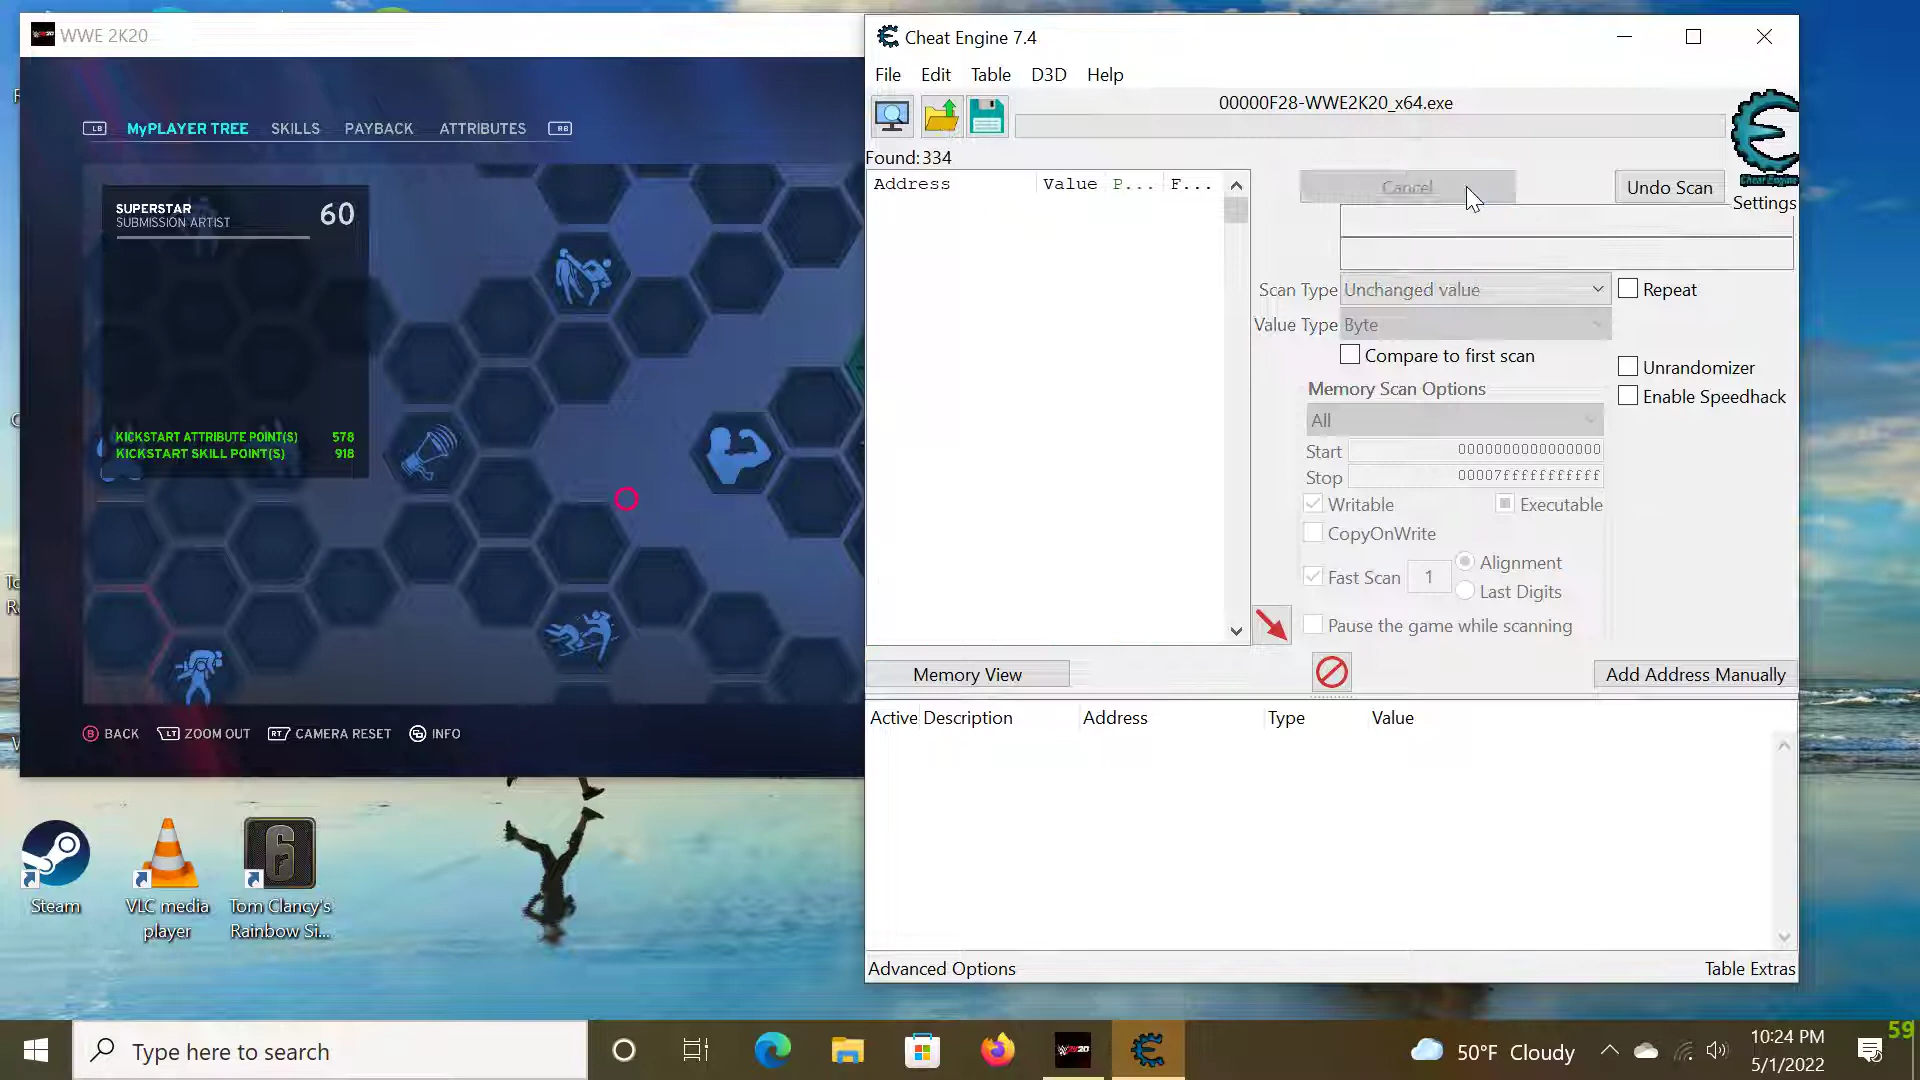 WWE 2K20
LB MyPLAYER TREE SKILLS PAYBACK ATTRIBUTES RB
SUPERSTAR 60
SUBMISSION ARTIST
KICKSTART ATTRIBUTE POINT(S) 578
KICKSTART SKILL POINT(S) 918
B BACK LT ZOOM OUT RT CAMERA RESET INFO
Cheat Engine 7.4
File Edit Table D3D Help
00000F28-WWE2K20_x64.exe
Found: 334
Address Value P... F...
Cancel
Undo Scan
Cheat Engine
Settings
Scan Type Unchanged value
Repeat
Value Type Byte
Compare to first scan
Unrandomizer
Memory Scan Options
Enable Speedhack
All
Start 0000000000000000
Stop 00007fffffffffff
Writable Executable
CopyOnWrite
Fast Scan 1 Alignment
Last Digits
Pause the game while scanning
Memory View
Add Address Manually
Active Description Address Type Value
Advanced Options
Table Extras
Steam
VLC media player
Tom Clancy's Rainbow Si...
Type here to search
50°F Cloudy
10:24 PM
5/1/2022
59